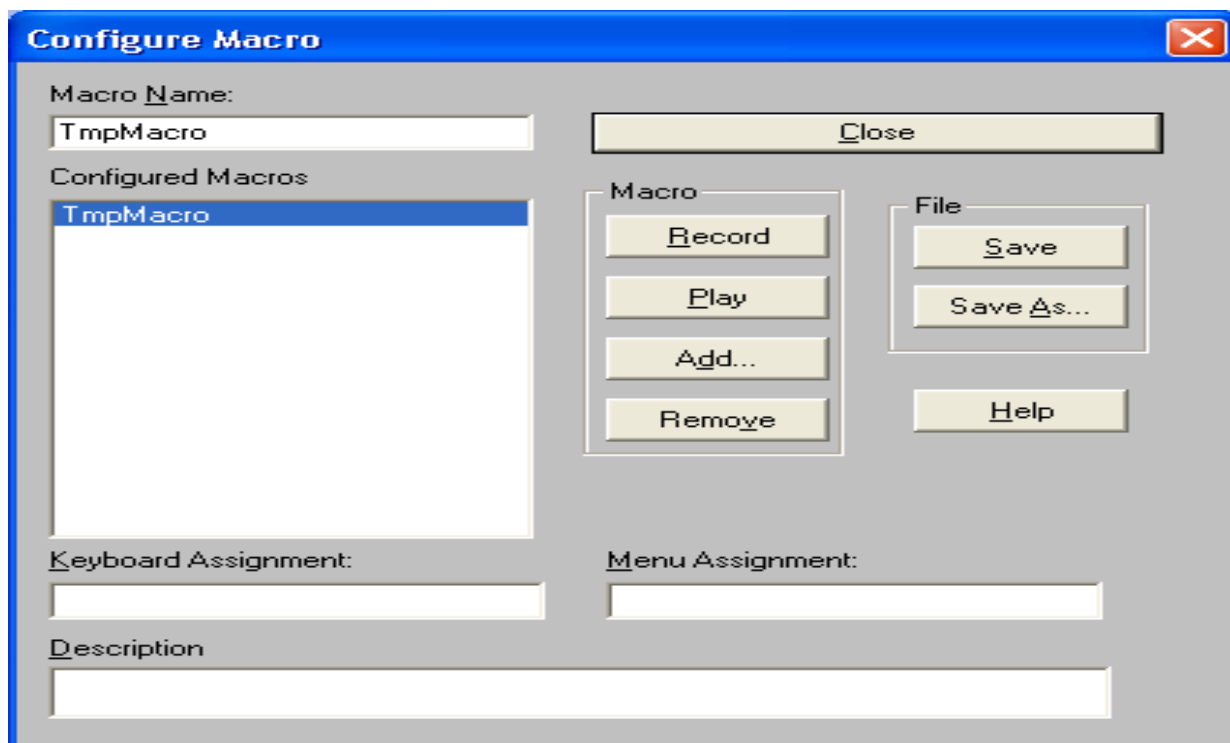 Configure Macro
Macro Name:
TmpMacro
Close
Configured Macros
TmpMacro
Macro
Record
Play
Add...
Remove
File
Save
Save As...
Help
Keyboard Assignment:
Menu Assignment:
Description